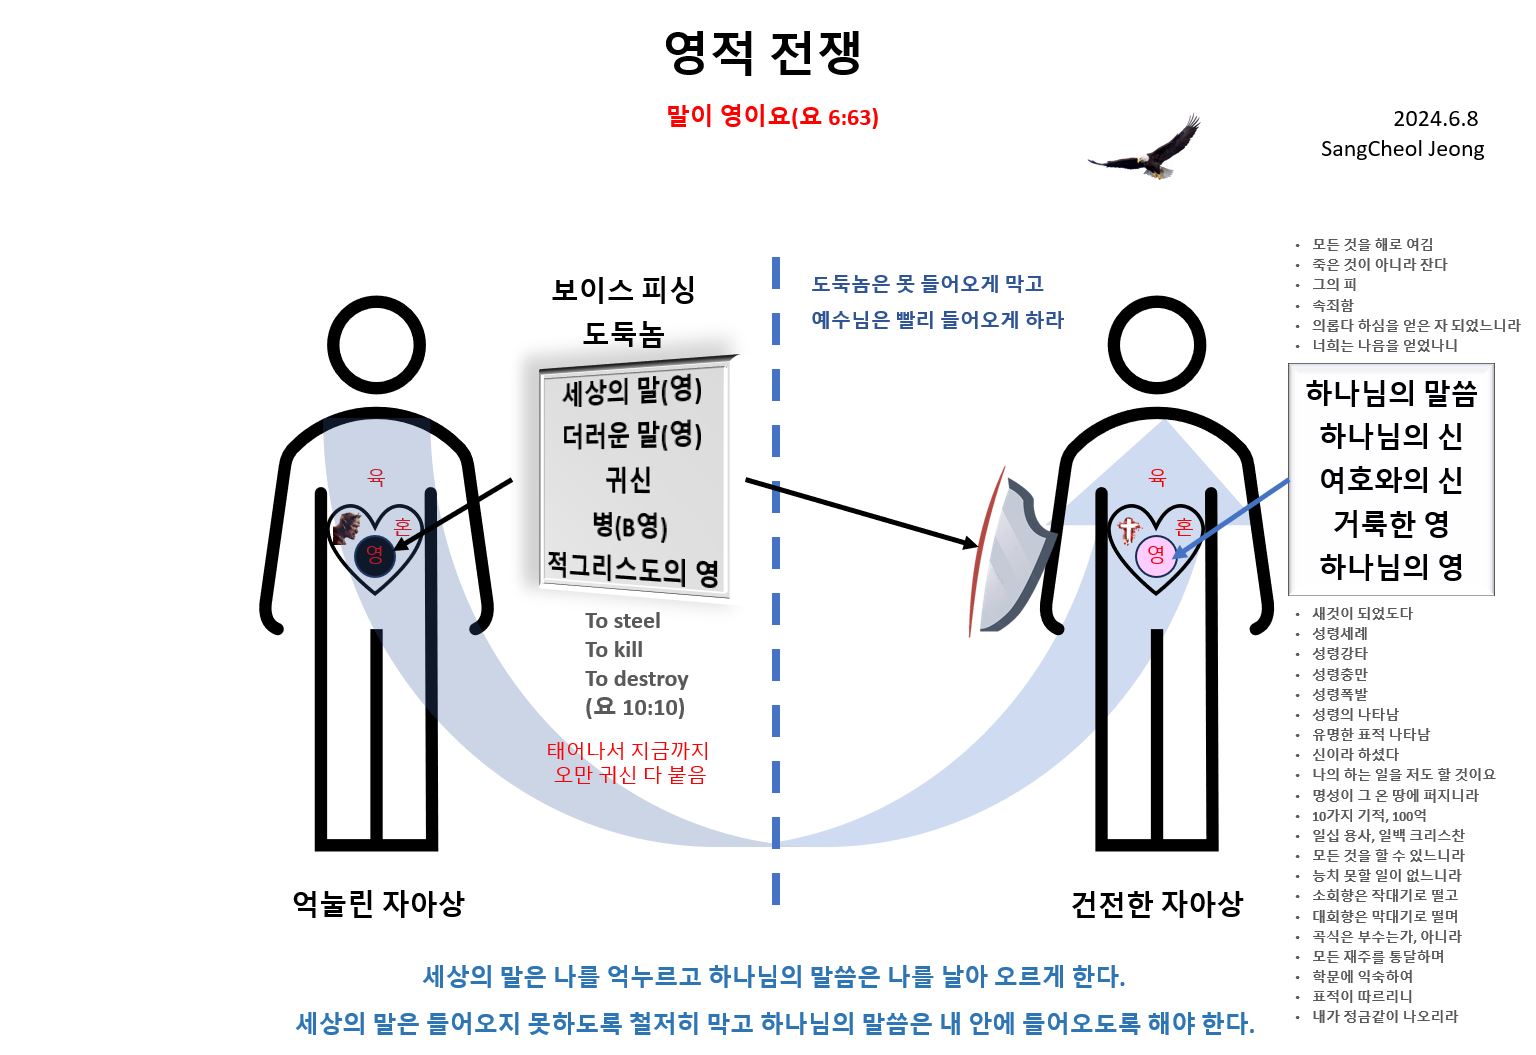 영적 전쟁
말이 영이요(요 6:63)
2024.6.8
SangCheol Jeong
보이스 피싱
도둑놈
세상의 말(영)
더러운 말(영)
귀신
병(B영)
적그리스도의 영
To steel
To kill
To destroy
(요 10:10)
태어나서 지금까지
오만 귀신 다 붙음
육
혼
영
억눌린 자아상
도둑놈은 못 들어오게 막고
예수님은 빨리 들어오게 하라
육
혼
영
건전한 자아상
• 모든 것을 해로 여김
• 죽은 것이 아니라 잔다
• 그의 피
• 속죄함
• 의롭다 하심을 얻은 자 되었느니라
• 너희는 나음을 얻었나니
하나님의 말씀
하나님의 신
여호와의 신
거룩한 영
하나님의 영
• 새것이 되었도다
• 성령세례
• 성령강타
• 성령충만
• 성령폭발
• 성령의 나타남
• 유명한 표적 나타남
• 신이라 하셨다
• 나의 하는 일을 저도 할 것이요
• 명성이 그 온 땅에 퍼지니라
• 10가지 기적, 100억
• 일십 용사, 일백 크리스찬
• 모든 것을 할 수 있느니라
• 능치 못할 일이 없느니라
• 소회향은 작대기로 떨고
• 대회향은 막대기로 떨며
• 곡식은 부수는가, 아니라
• 모든 재주를 통달하며
• 학문에 익숙하여
• 표적이 따르리니
• 내가 정금같이 나오리라
세상의 말은 나를 억누르고 하나님의 말씀은 나를 날아 오르게 한다.
세상의 말은 들어오지 못하도록 철저히 막고 하나님의 말씀은 내 안에 들어오도록 해야 한다.